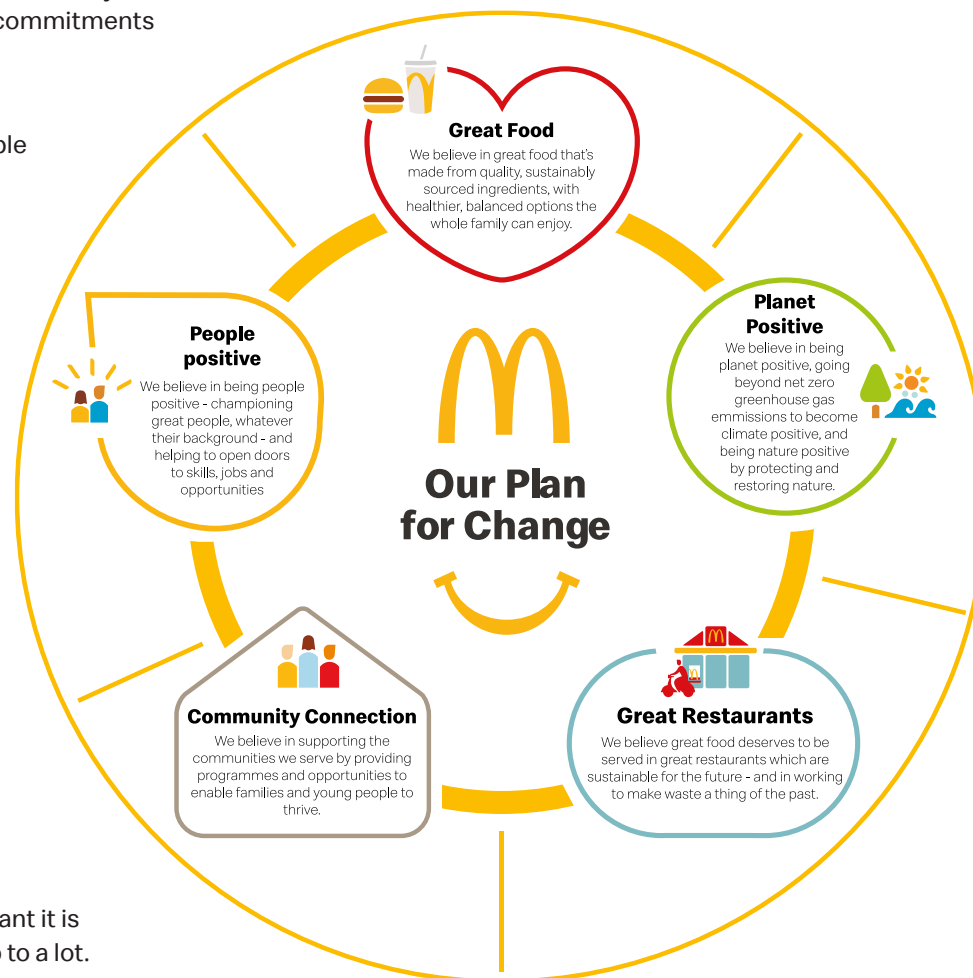 commitments
ple
Great Food
We believe in great food that's
made from quality, sustainably
sourced ingredients, with
healthier, balanced options the
whole family can enjoy.
Planet
Positive
We believe in being
planet positive, going
beyond net zero
greenhouse gas
emmissions to become
climate positive, and
being nature positive
by protecting and
restoring nature.
People
positive
We believe in being people
positive - championing
great people, whatever
their background - and
helping to open doors
to skills, jobs and
opportunities
Our Plan
for Change
Community Connection
We believe in supporting the
communities we serve by providing
programmes and opportunities to
enable families and young people to
thrive.
Great Restaurants
We believe great food deserves to be
served in great restaurants which are
sustainable for the future - and in working
to make waste a thing of the past.
ant it is
to a lot.